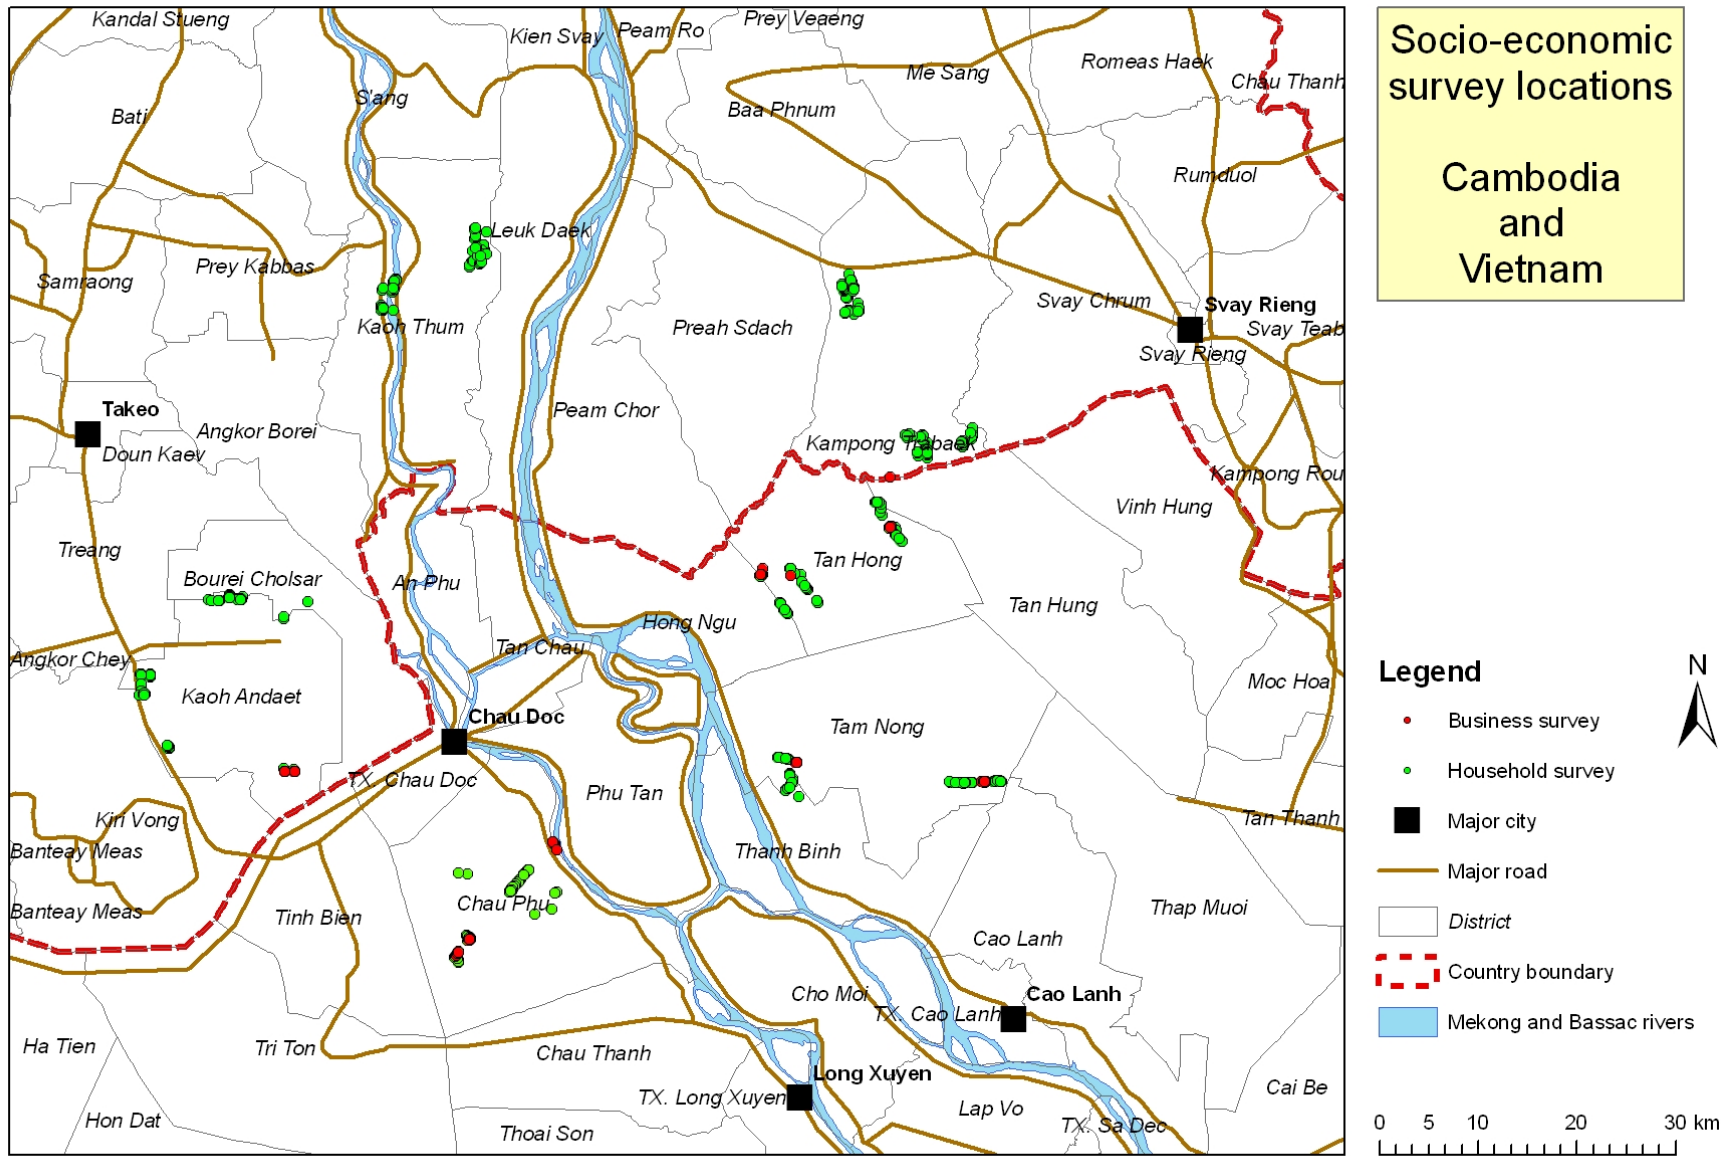 Kandal Stueng
Kien Svay
Peam Ro
Prey Veaeng
Me Sang
Romeas Haek
Chau Thanh
S'ang
Bati
Baa Phnum
Rumduol
Leuk Daek
Prey Kabbas
Samraong
Kaoh Thum
Preah Sdach
Svay Chrum
Svay Rieng
Svay Teab
Svay Rieng
Takeo
Doun Kaev
Angkor Borei
Peam Chor
Kampong Trabaek
Kampong Rou
Vinh Hung
Treang
Bourei Cholsar
An Phu
Tan Hong
Tan Hung
Hong Ngu
Tan Chau
Angkor Chey
Kaoh Andaet
Moc Hoa
Chau Doc
Tam Nong
TX. Chau Doc
Phu Tan
Kiri Vong
Tan Thanh
Banteay Meas
Thanh Binh
Banteay Meas
Tinh Bien
Chau Phu
Thap Muoi
Cao Lanh
Cho Moi
Cao Lanh
TX. Cao Lanh
Ha Tien
Tri Ton
Chau Thanh
Long Xuyen
TX. Long Xuyen
Lap Vo
Cai Be
Hon Dat
Thoai Son
TX. Sa Dec
Socio-economic
survey locations
Cambodia
and
Vietnam
Legend
N
Business survey
Household survey
Major city
Major road
District
Country boundary
Mekong and Bassac rivers
0 5 10 20 30 km